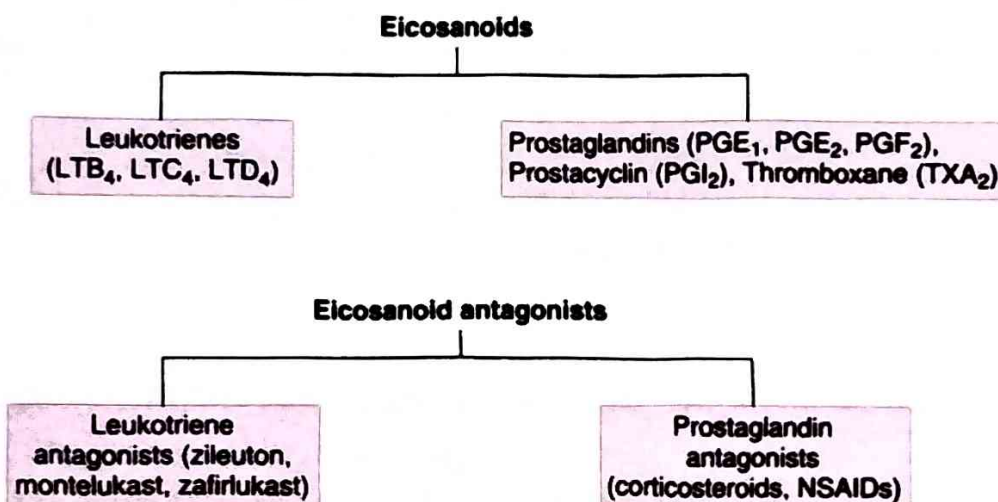 Eicosanoids
Leukotrienes
(LTB₄, LTC₄, LTD₄)
Prostaglandins (PGE₁, PGE₂, PGF₂),
Prostacyclin (PGI₂), Thromboxane (TXA₂)
Eicosanoid antagonists
Leukotriene
antagonists (zileuton,
montelukast, zafirlukast)
Prostaglandin
antagonists
(corticosteroids, NSAIDs)